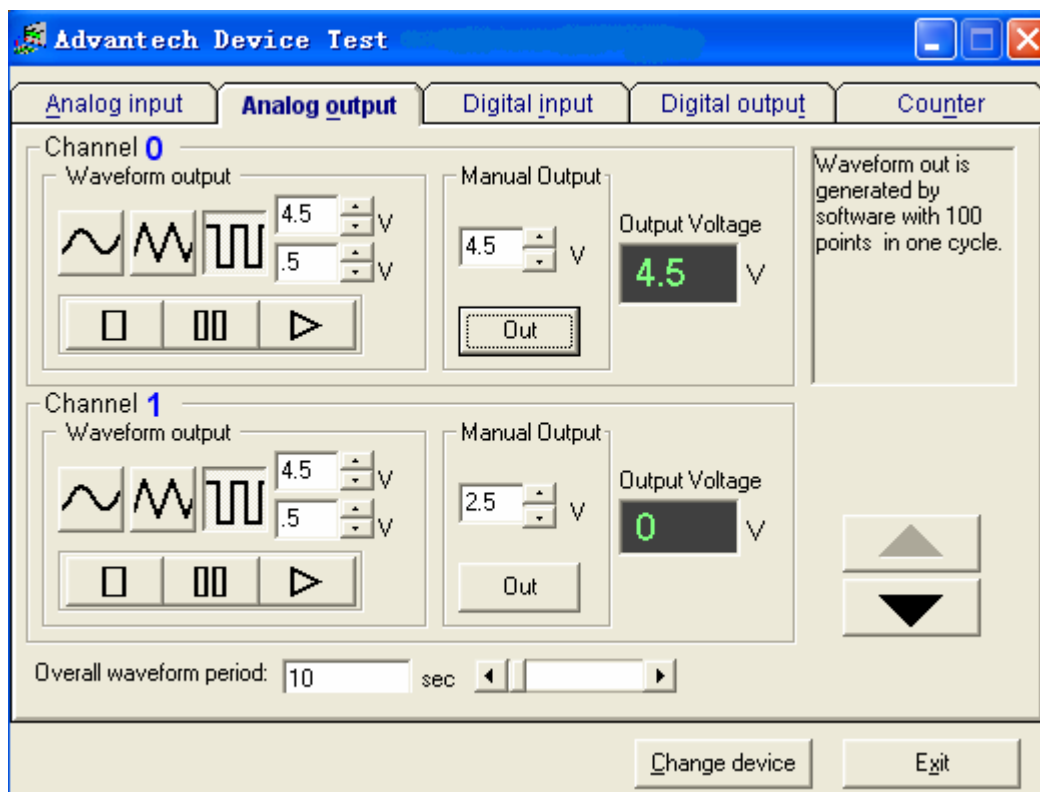 Advantech Device Test
Analog input
Analog output
Digital input
Digital output
Counter
Channel 0
Waveform output
4.5 V
.5 V
Manual Output
4.5 V
Out
Output Voltage
4.5 V
Waveform out is
generated by
software with 100
points in one cycle.
Channel 1
Waveform output
4.5 V
.5 V
Manual Output
2.5 V
Out
Output Voltage
0 V
Overall waveform period: 10 sec
Change device
Exit